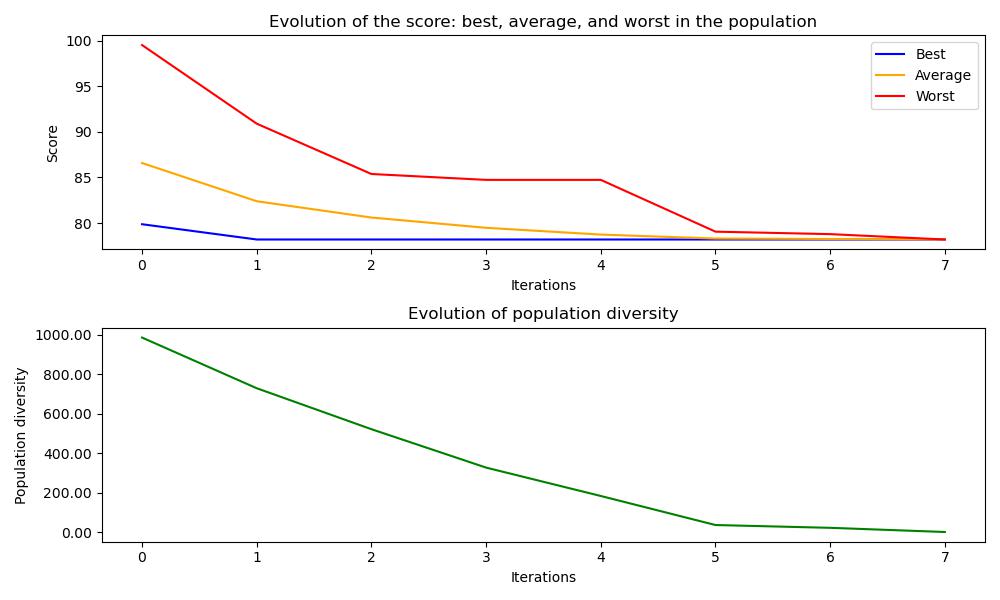 Evolution of the score: best, average, and worst in the population
100
95
90
85
80
Score
Best
Average
Worst
0 1 2 3 4 5 6 7
Iterations
Evolution of population diversity
1000.00
800.00
600.00
400.00
200.00
0.00
Population diversity
0 1 2 3 4 5 6 7
Iterations